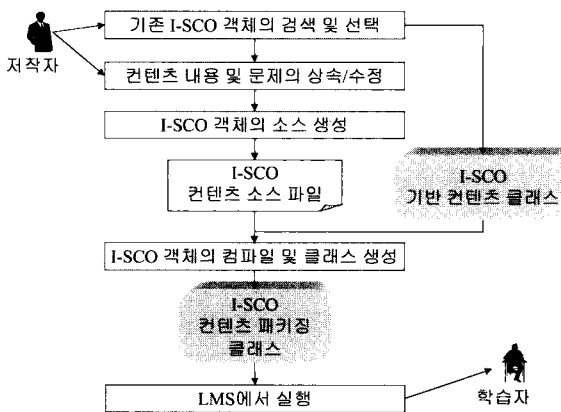 기존 I-SCO 객체의 검색 및 선택
저작자
컨텐츠 내용 및 문제의 상속/수정
I-SCO 객체의 소스 생성
I-SCO
컨텐츠 소스 파일
I-SCO
기반 컨텐츠 클래스
I-SCO 객체의 컴파일 및 클래스 생성
I-SCO
컨텐츠 패키징
클래스
LMS에서 실행
학습자